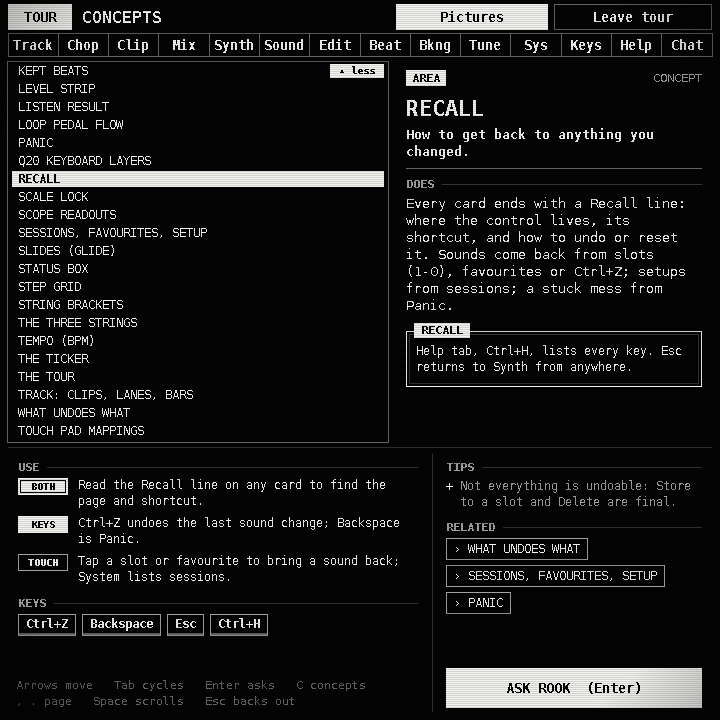 TOUR CONCEPTS Pictures Leave tour
Track Chop Clip Mix Synth Sound Edit Beat Bkng Tune Sys Keys Help Chat
KEPT BEATS
▴ less
LEVEL STRIP
LISTEN RESULT
LOOP PEDAL FLOW
PANIC
Q20 KEYBOARD LAYERS
RECALL
SCALE LOCK
SCOPE READOUTS
SESSIONS, FAVOURITES, SETUP
SLIDES (GLIDE)
STATUS BOX
STEP GRID
STRING BRACKETS
THE THREE STRINGS
TEMPO (BPM)
THE TICKER
THE TOUR
TRACK: CLIPS, LANES, BARS
WHAT UNDOES WHAT
TOUCH PAD MAPPINGS
AREA CONCEPT
RECALL
How to get back to anything you
changed.
DOES
Every card ends with a Recall line:
where the control lives, its
shortcut, and how to undo or reset
it. Sounds come back from slots
(1-0), favourites or Ctrl+Z; setups
from sessions; a stuck mess from
Panic.
RECALL
Help tab, Ctrl+H, lists every key. Esc
returns to Synth from anywhere.
USE
BOTH Read the Recall line on any card to find the
page and shortcut.
KEYS Ctrl+Z undoes the last sound change; Backspace
is Panic.
TOUCH Tap a slot or favourite to bring a sound back;
System lists sessions.
KEYS
Ctrl+Z Backspace Esc Ctrl+H
Arrows move Tab cycles Enter asks C concepts
, . page Space scrolls Esc backs out
TIPS
+ Not everything is undoable: Store
to a slot and Delete are final.
RELATED
› WHAT UNDOES WHAT
› SESSIONS, FAVOURITES, SETUP
› PANIC
ASK ROOK (Enter)